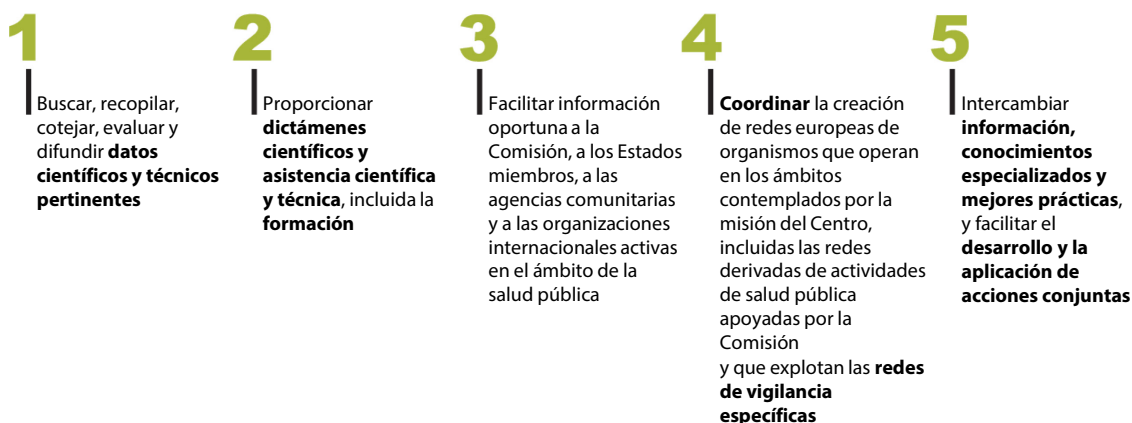 1
Buscar, recopilar,
cotejar, evaluar y
difundir datos
científicos y técnicos
pertinentes
2
Proporcionar
dictámenes
científicos y
asistencia científica
y técnica, incluida la
formación
3
Facilitar información
oportuna a la
Comisión, a los Estados
miembros, a las
agencias comunitarias
y a las organizaciones
internacionales activas
en el ámbito de la
salud pública
4
Coordinar la creación
de redes europeas de
organismos que operan
en los ámbitos
contemplados por la
misión del Centro,
incluidas las redes
derivadas de actividades
de salud pública
apoyadas por la
Comisión
y que explotan las redes
de vigilancia
específicas
5
Intercambiar
información,
conocimientos
especializados y
mejores prácticas,
y facilitar el
desarrollo y la
aplicación de
acciones conjuntas